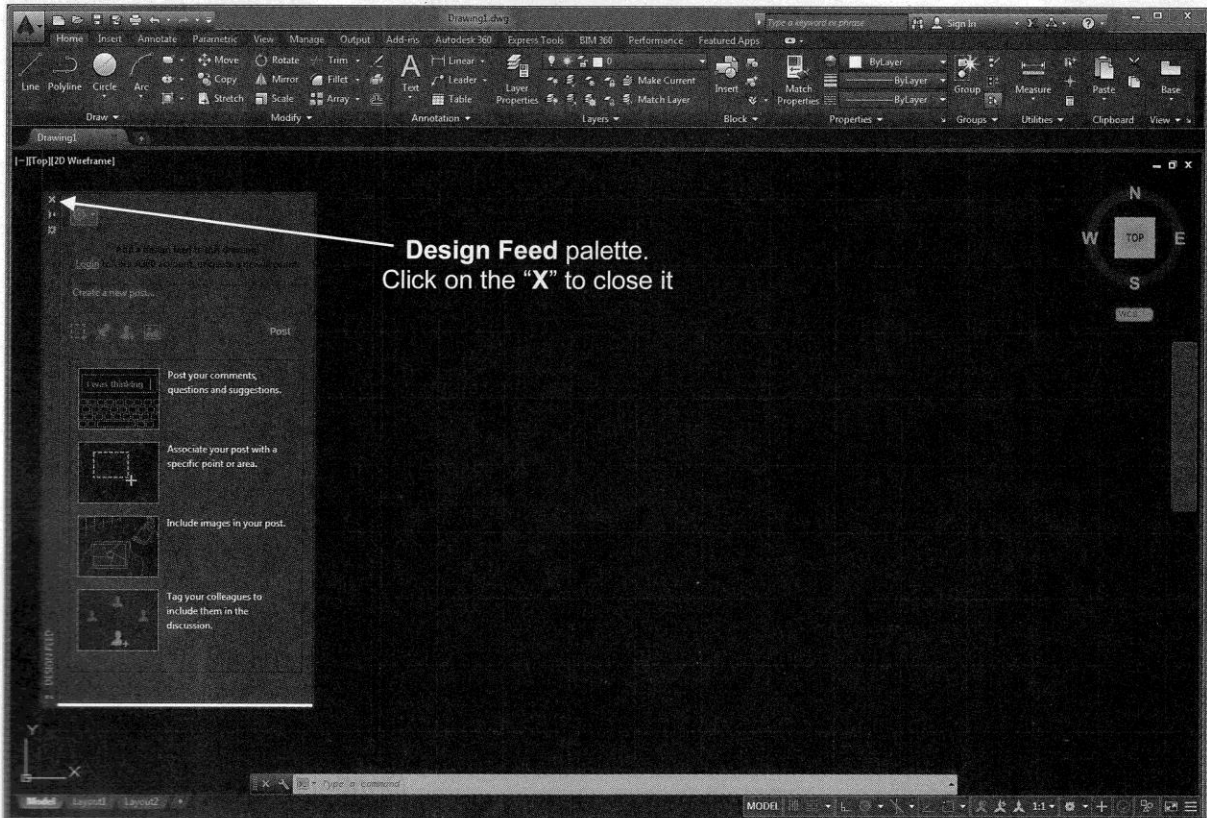 Drawing1.dwg
Type a keyword or phrase
Sign In
Home Insert Annotate Parametric View Manage Output Add-ins Autodesk 360 Express Tools BIM 360 Performance Featured Apps
Line Polyline Circle Arc
Move Rotate Trim
Copy Mirror Fillet
Stretch Scale Array
Text Linear
Leader
Table
Layer Properties
0
Make Current
Match Layer
Insert
Match Properties
ByLayer
ByLayer
ByLayer
Group
Measure
Paste
Base
Draw Modify Annotation Layers Block Properties Groups Utilities Clipboard View
Drawing1
[−][Top][2D Wireframe]
N
W TOP E
S
WCS
Design Feed palette.
Click on the “X” to close it
Login
Create a new post...
Post
I was thinking
Post your comments,
questions and suggestions.
Associate your post with a
specific point or area.
Include images in your post.
Tag your colleagues to
include them in the
discussion.
DESIGN FEED
Y
X
Type a command
Model Layout1 Layout2
MODEL 1:1